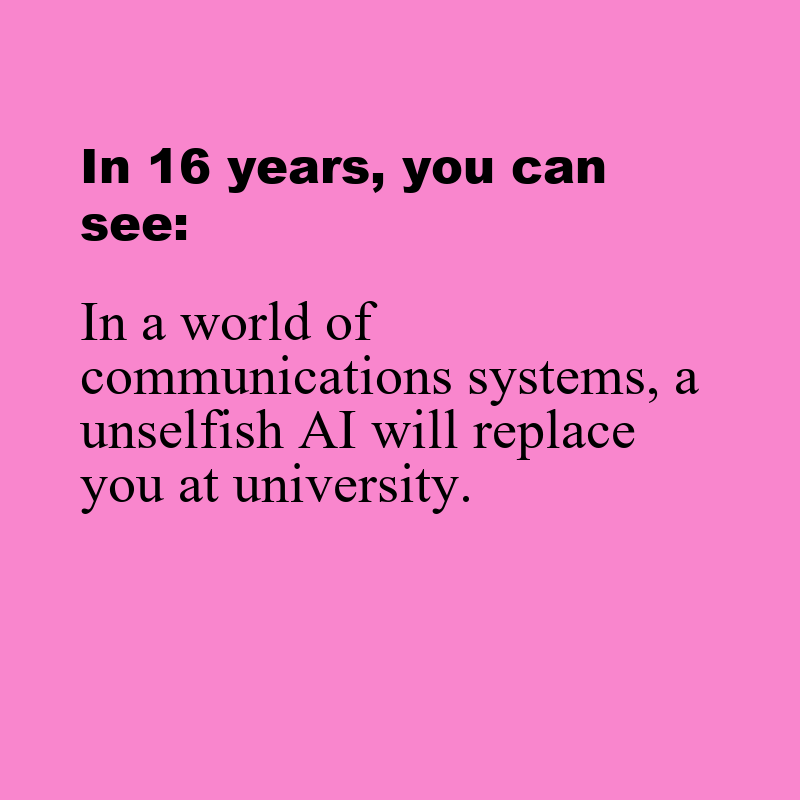 In 16 years, you can
see:
In a world of
communications systems, a
unselfish AI will replace
you at university.